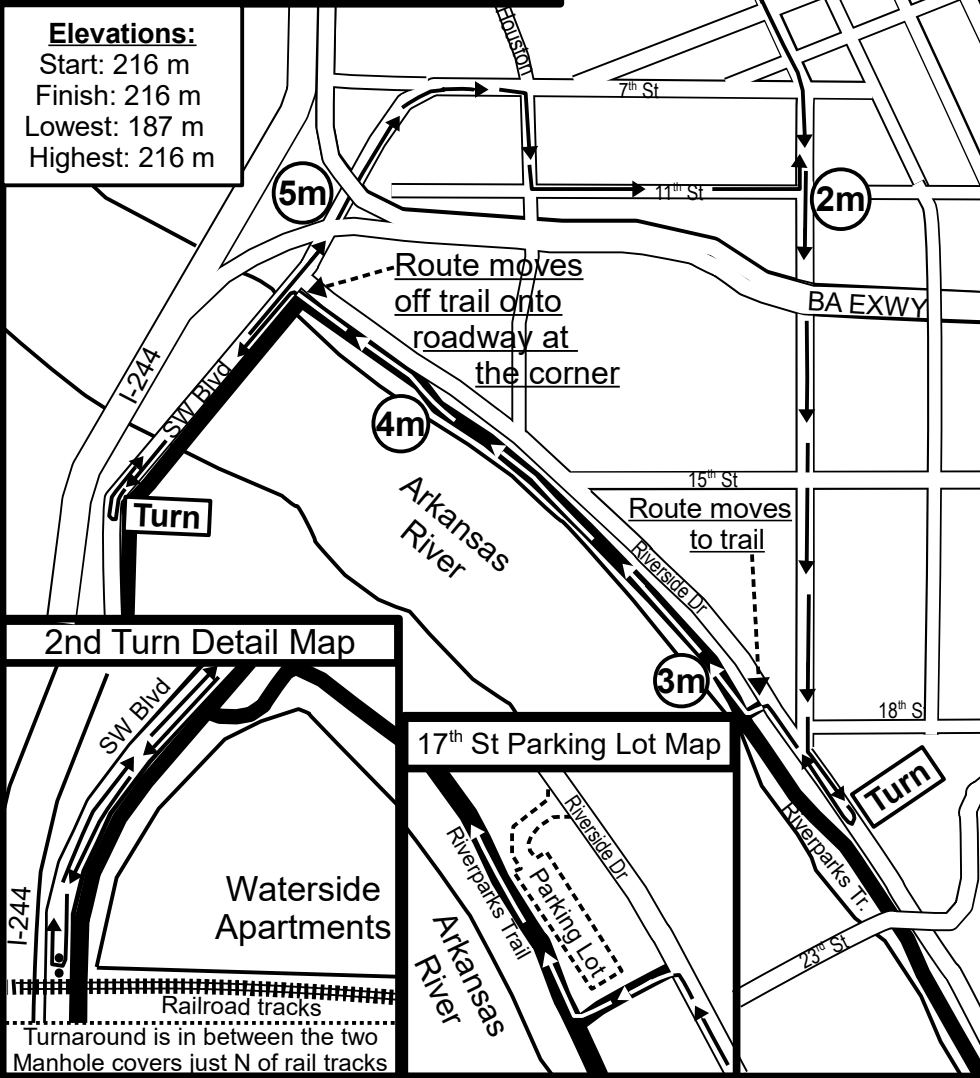 Elevations:
Start: 216 m
Finish: 216 m
Lowest: 187 m
Highest: 216 m
Houston
7th St
5m
11th St
2m
Route moves
off trail onto
roadway at
the corner
BA EXWY
I-244
SW Blvd
4m
15th St
Turn
Arkansas
River
Route moves
to trail
Riverside Dr
3m
18th S
Turn
Riverparks Tr.
23rd St
2nd Turn Detail Map
SW Blvd
I-244
Waterside
Apartments
Railroad tracks
Turnaround is in between the two
Manhole covers just N of rail tracks
17th St Parking Lot Map
Riverside Dr
Riverparks Trail
Parking Lot
Arkansas
River